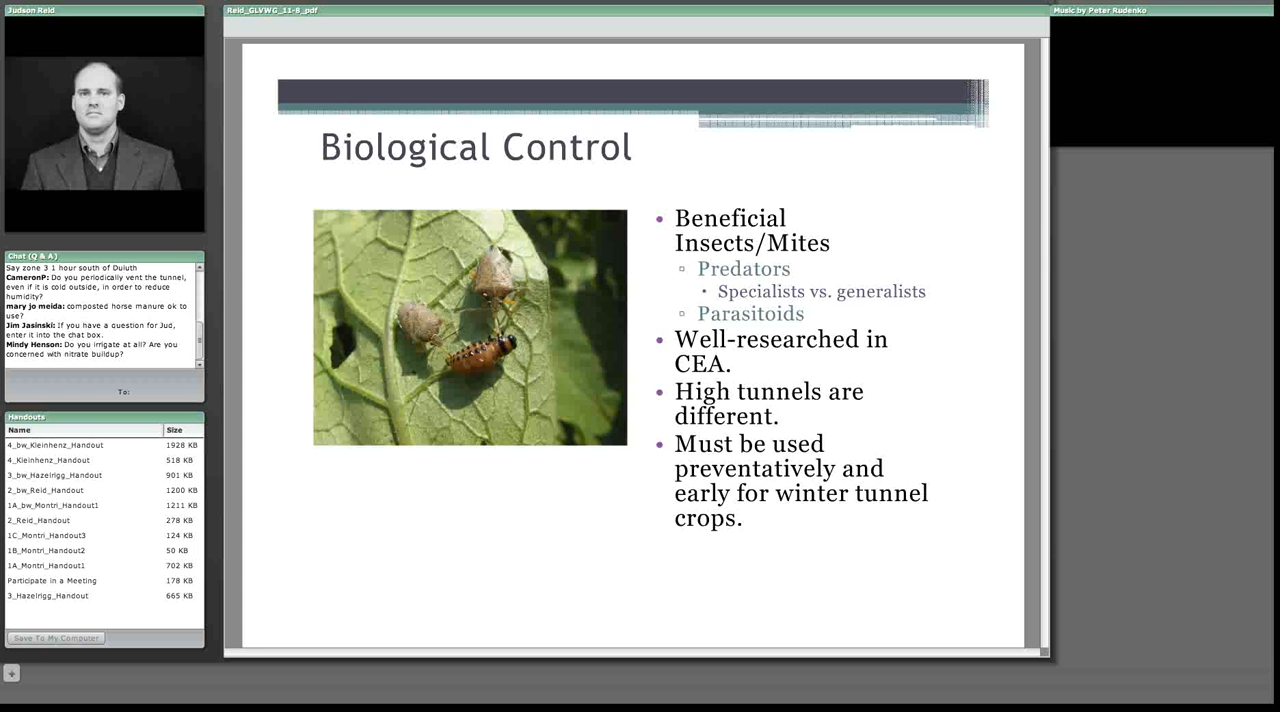 Judson Reid
Reid_GLVWG_11-8_pdf
Music by Peter Rudenko
Biological Control
• Beneficial
Insects/Mites
▫ Predators
• Specialists vs. generalists
▫ Parasitoids
• Well-researched in
CEA.
• High tunnels are
different.
• Must be used
preventatively and
early for winter tunnel
crops.
Chat (Q & A)
Say zone 3 1 hour south of Duluth
CameronP: Do you periodically vent the tunnel,
even if it is cold outside, in order to reduce
humidity?
mary jo meida: composted horse manure ok to
use?
Jim Jasinski: If you have a question for Jud,
enter it into the chat box.
Mindy Henson: Do you irrigate at all? Are you
concerned with nitrate buildup?
To:
Handouts
Name Size
4_bw_Kleinhenz_Handout 1928 KB
4_Kleinhenz_Handout 518 KB
3_bw_Hazelrigg_Handout 901 KB
2_bw_Reid_Handout 1200 KB
1A_bw_Montri_Handout1 1211 KB
2_Reid_Handout 278 KB
1C_Montri_Handout3 124 KB
1B_Montri_Handout2 50 KB
1A_Montri_Handout1 702 KB
Participate in a Meeting 178 KB
3_Hazelrigg_Handout 665 KB
Save To My Computer